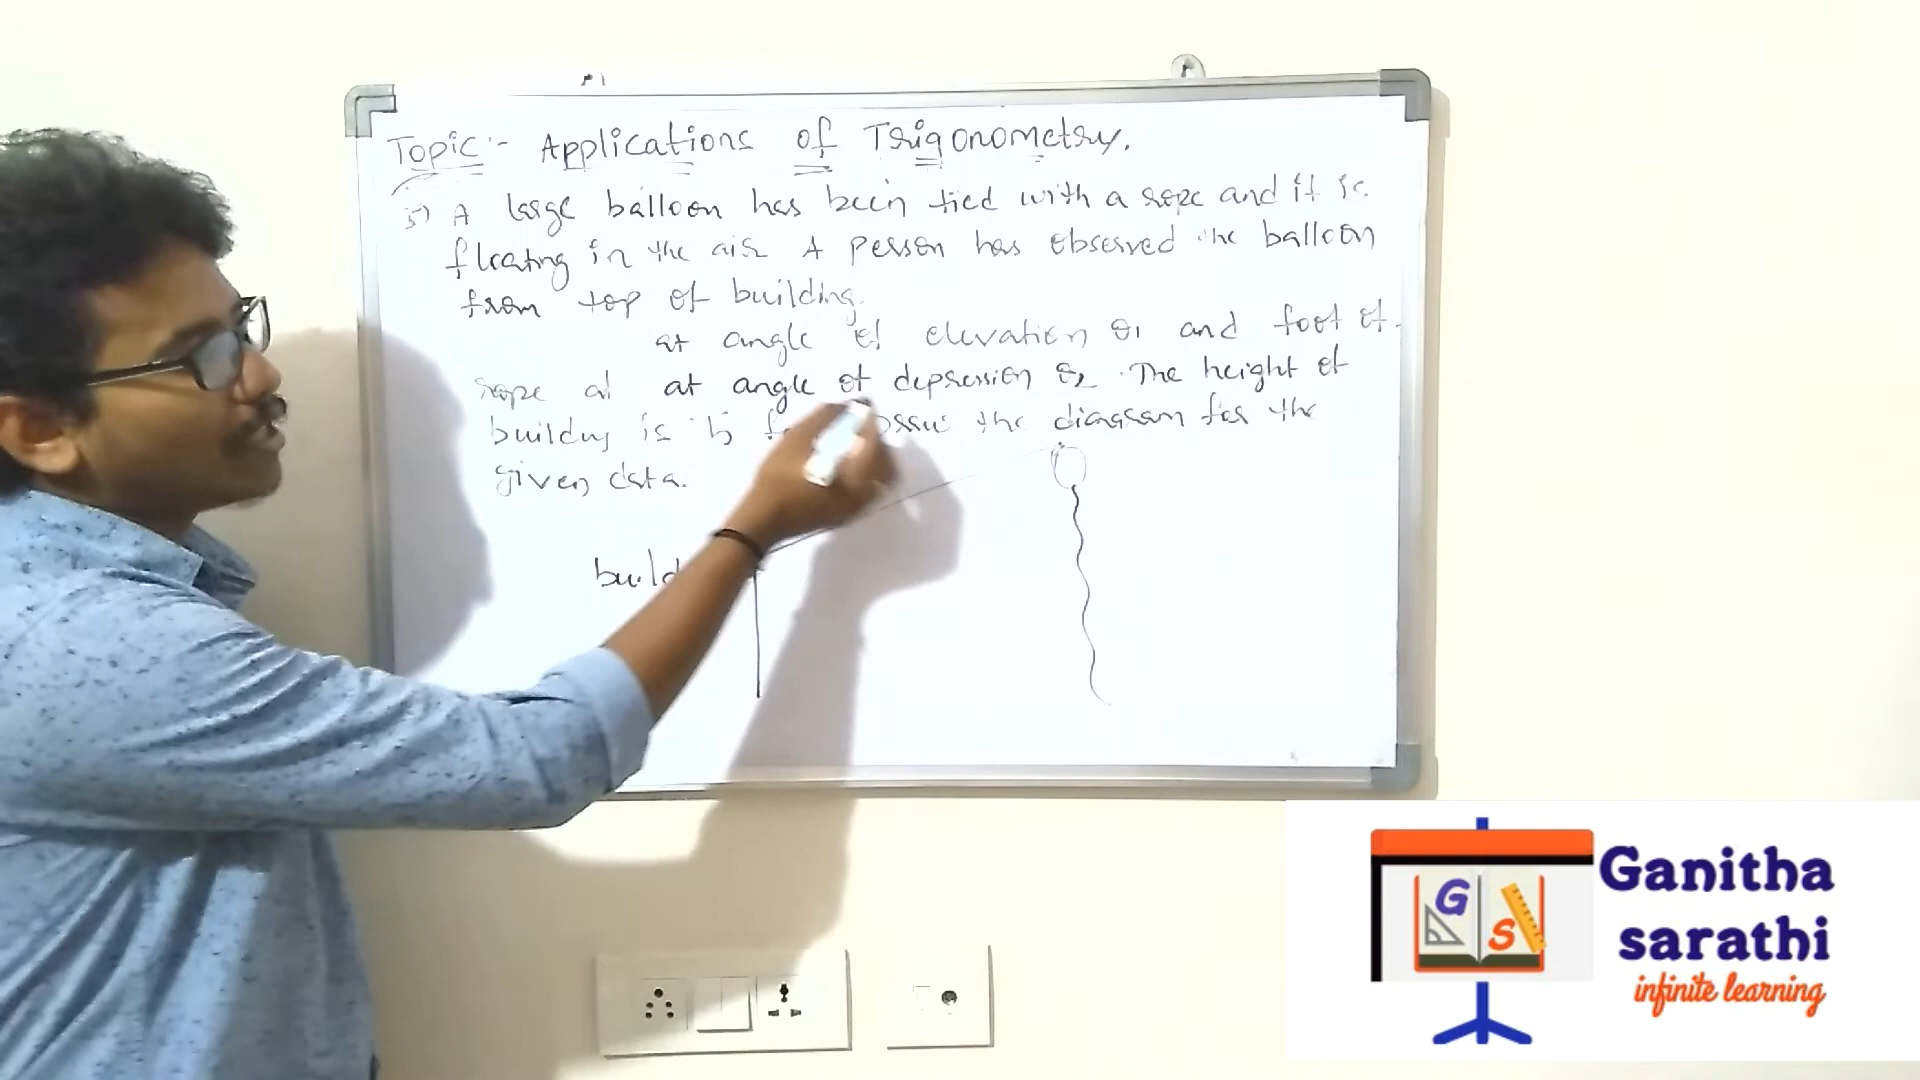 Topic:- Applications of Trigonometry.
5) A large balloon has been tied with a rope and it is
floating in the air A person has observed the balloon
from top of building.
at angle of elevation θ1 and foot of
rope at at angle of depression θ2. The height of
building is h the diagram for the
given data.
build
Ganitha
sarathi
infinite learning
G
S